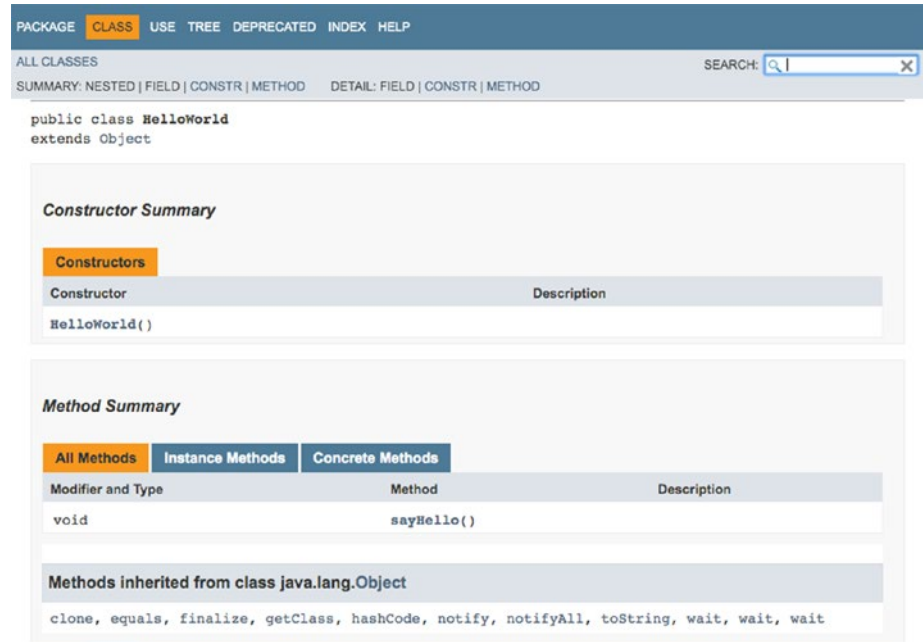 PACKAGE CLASS USE TREE DEPRECATED INDEX HELP
ALL CLASSES SEARCH:
SUMMARY: NESTED | FIELD | CONSTR | METHOD DETAIL: FIELD | CONSTR | METHOD
public class HelloWorld
extends Object
Constructor Summary
Constructors
Constructor Description
HelloWorld()
Method Summary
All Methods Instance Methods Concrete Methods
Modifier and Type Method Description
void sayHello()
Methods inherited from class java.lang.Object
clone, equals, finalize, getClass, hashCode, notify, notifyAll, toString, wait, wait, wait